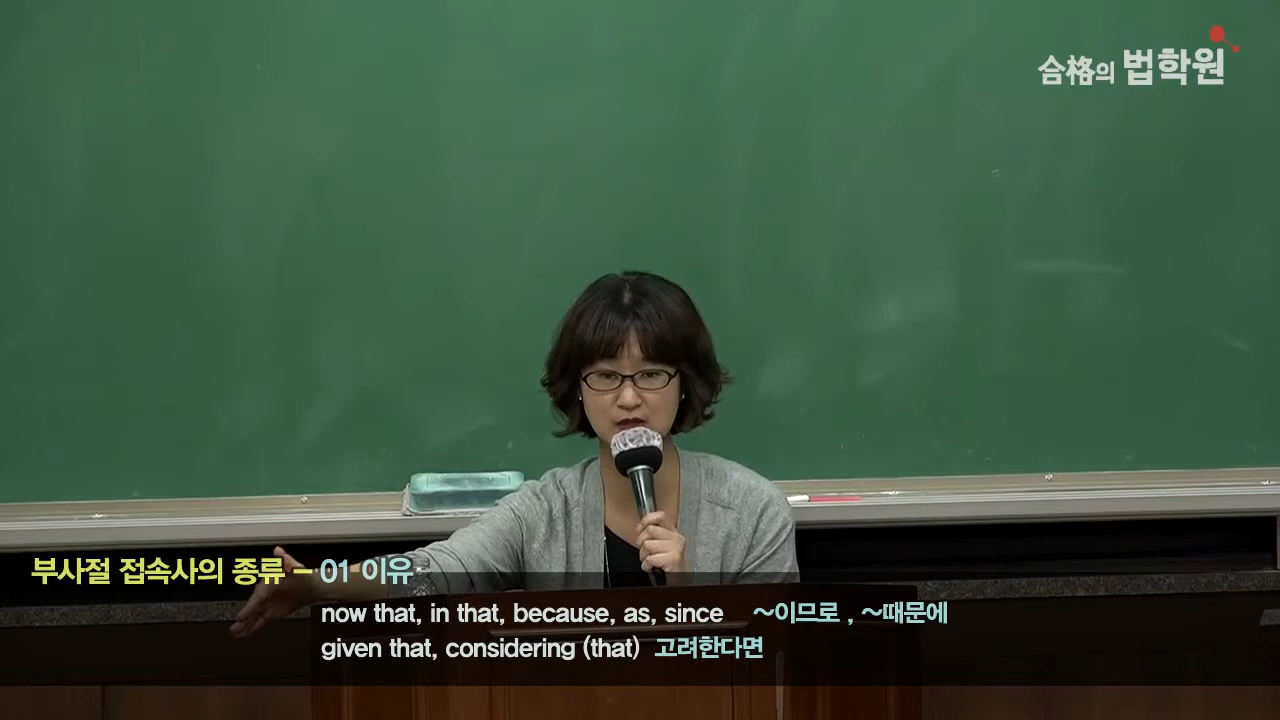 合格의 법학원
부사절 접속사의 종류 - 01 이유
now that, in that, because, as, since ~이므로 , ~때문에
given that, considering (that) 고려한다면